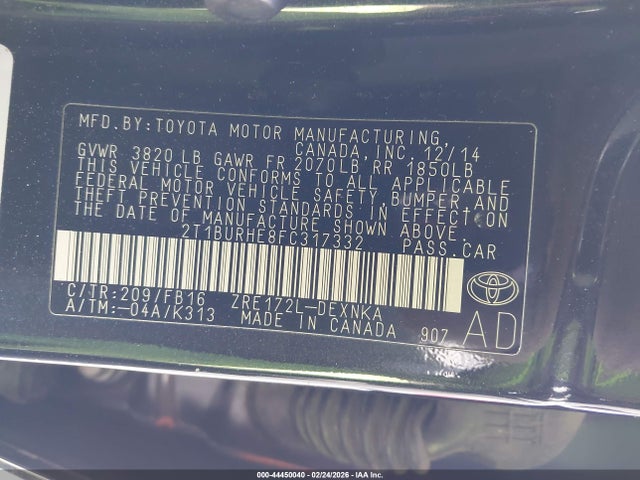 MFD. BY: TOYOTA MOTOR MANUFACTURING,
CANADA, INC. 12/14
GVWR 3820 LB GAWR FR 2070 LB RR 1850LB
THIS VEHICLE CONFORMS TO ALL APPLICABLE
FEDERAL MOTOR VEHICLE SAFETY, BUMPER, AND
THEFT PREVENTION STANDARDS IN EFFECT ON
THE DATE OF MANUFACTURE SHOWN ABOVE.
2T1BURHE8FC317332 PASS.CAR
C/TR: 209/FB16 ZRE172L-DEXNKA
A/TM: -04A/K313 MADE IN CANADA 907
AD
000-44450040 - 02/24/2026 - IAA Inc.